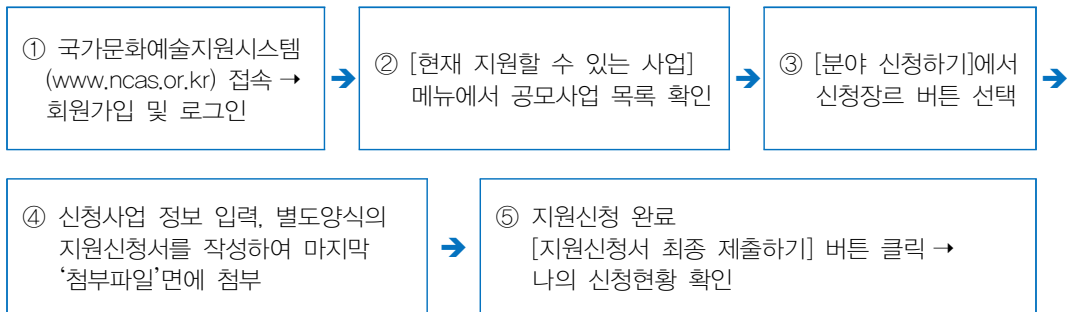 ① 국가문화예술지원시스템
(www.ncas.or.kr) 접속 →
회원가입 및 로그인
➔
② [현재 지원할 수 있는 사업]
메뉴에서 공모사업 목록 확인
➔
③ [분야 신청하기]에서
신청장르 버튼 선택
➔
④ 신청사업 정보 입력, 별도양식의
지원신청서를 작성하여 마지막
‘첨부파일’면에 첨부
➔
⑤ 지원신청 완료
[지원신청서 최종 제출하기] 버튼 클릭 →
나의 신청현황 확인